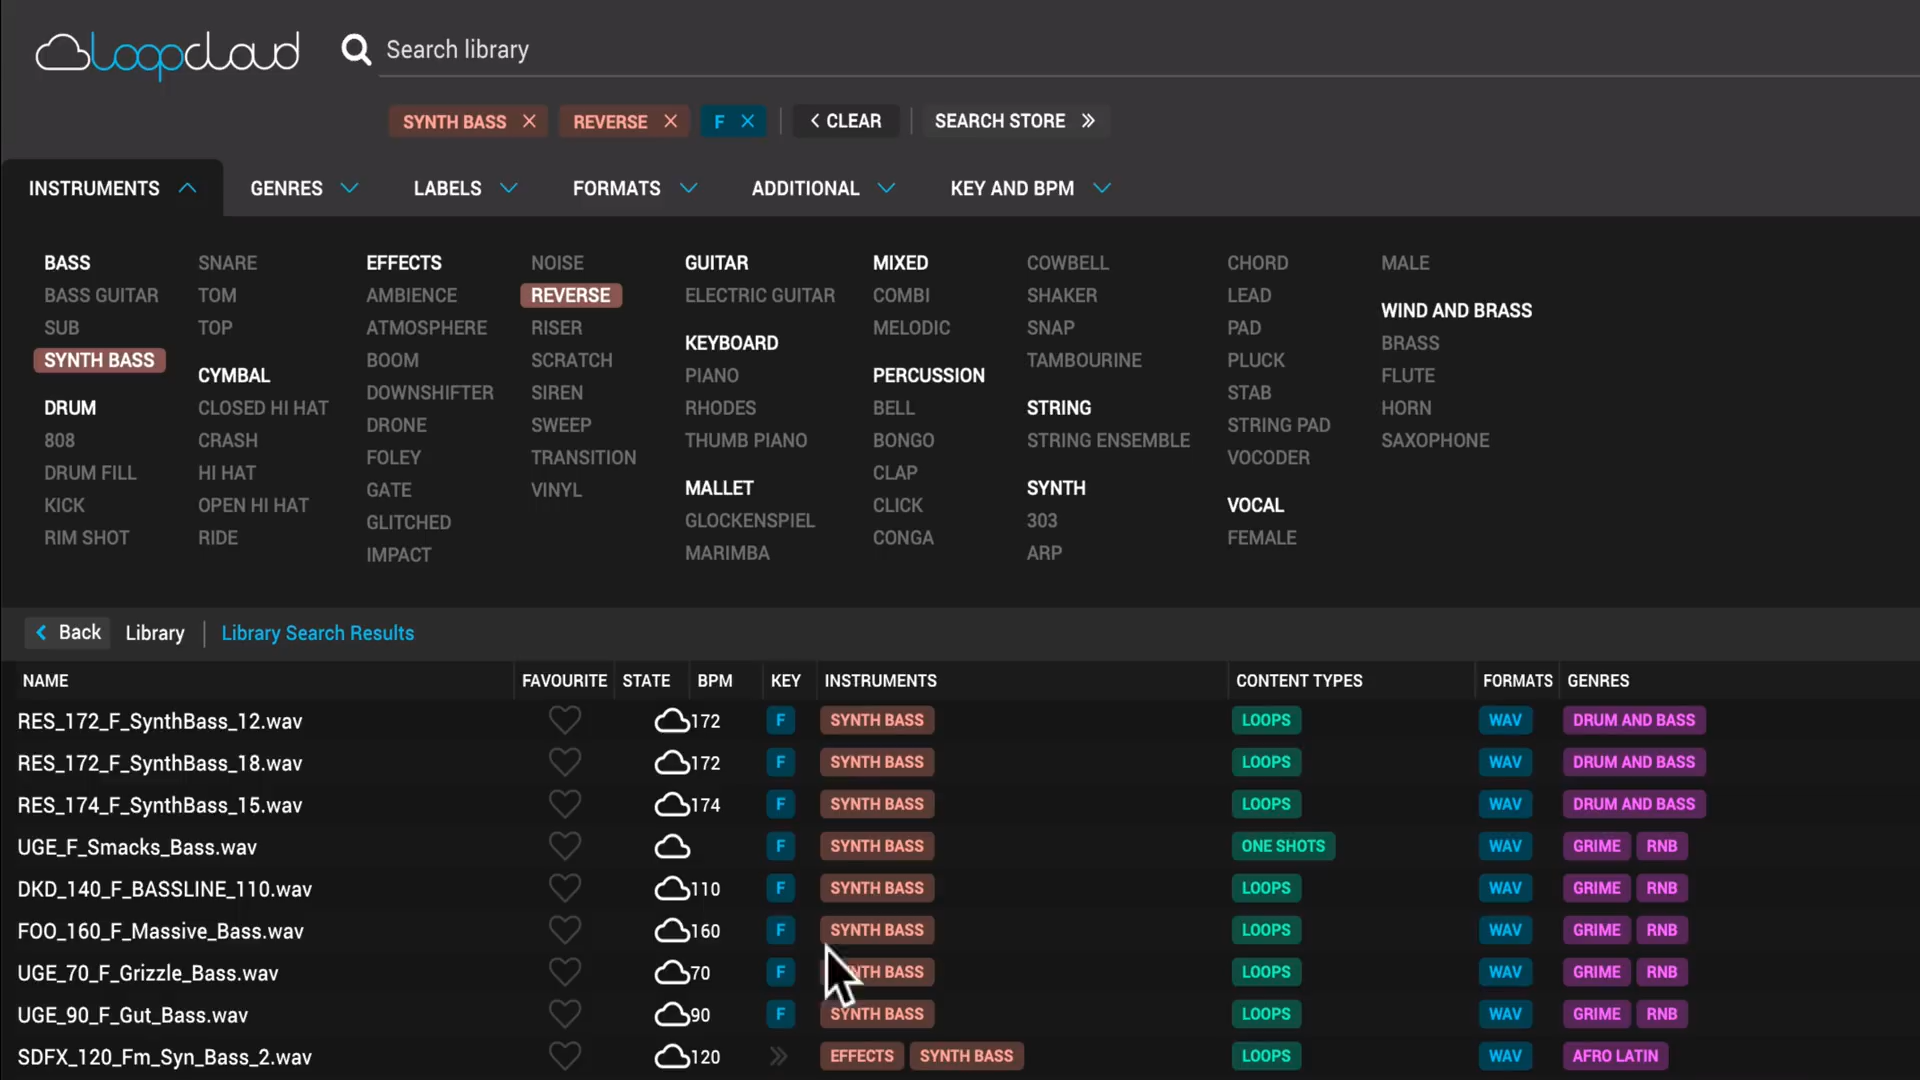 loopcloud
Search library
SYNTH BASS REVERSE F CLEAR SEARCH STORE
INSTRUMENTS GENRES LABELS FORMATS ADDITIONAL KEY AND BPM
BASS
BASS GUITAR
SUB
SYNTH BASS
DRUM
808
DRUM FILL
KICK
RIM SHOT
SNARE
TOM
TOP
CYMBAL
CLOSED HI HAT
CRASH
HI HAT
OPEN HI HAT
RIDE
EFFECTS
AMBIENCE
ATMOSPHERE
BOOM
DOWNSHIFTER
DRONE
FOLEY
GATE
GLITCHED
IMPACT
NOISE
REVERSE
RISER
SCRATCH
SIREN
SWEEP
TRANSITION
VINYL
GUITAR
ELECTRIC GUITAR
KEYBOARD
PIANO
RHODES
THUMB PIANO
MALLET
GLOCKENSPIEL
MARIMBA
MIXED
COMBI
MELODIC
PERCUSSION
BELL
BONGO
CLAP
CLICK
CONGA
COWBELL
SHAKER
SNAP
TAMBOURINE
STRING
STRING ENSEMBLE
SYNTH
303
ARP
CHORD
LEAD
PAD
PLUCK
STAB
STRING PAD
VOCODER
VOCAL
FEMALE
MALE
WIND AND BRASS
BRASS
FLUTE
HORN
SAXOPHONE
Back Library Library Search Results
NAME FAVOURITE STATE BPM KEY INSTRUMENTS CONTENT TYPES FORMATS GENRES
RES_172_F_SynthBass_12.wav 172 F SYNTH BASS LOOPS WAV DRUM AND BASS
RES_172_F_SynthBass_18.wav 172 F SYNTH BASS LOOPS WAV DRUM AND BASS
RES_174_F_SynthBass_15.wav 174 F SYNTH BASS LOOPS WAV DRUM AND BASS
UGE_F_Smacks_Bass.wav F SYNTH BASS ONE SHOTS WAV GRIME RNB
DKD_140_F_BASSLINE_110.wav 110 F SYNTH BASS LOOPS WAV GRIME RNB
FOO_160_F_Massive_Bass.wav 160 F SYNTH BASS LOOPS WAV GRIME RNB
UGE_70_F_Grizzle_Bass.wav 70 F NTH BASS LOOPS WAV GRIME RNB
UGE_90_F_Gut_Bass.wav 90 F SYNTH BASS LOOPS WAV GRIME RNB
SDFX_120_Fm_Syn_Bass_2.wav 120 EFFECTS SYNTH BASS LOOPS WAV AFRO LATIN